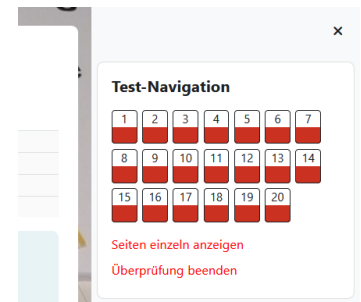 ×
Test-Navigation
1 2 3 4 5 6 7
8 9 10 11 12 13 14
15 16 17 18 19 20
Seiten einzeln anzeigen
Überprüfung beenden